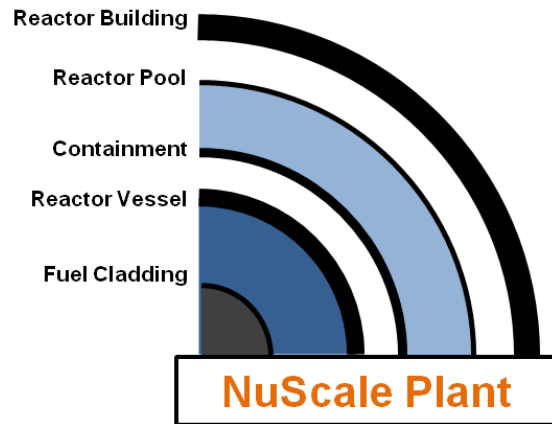 Reactor Building
Reactor Pool
Containment
Reactor Vessel
Fuel Cladding
NuScale Plant